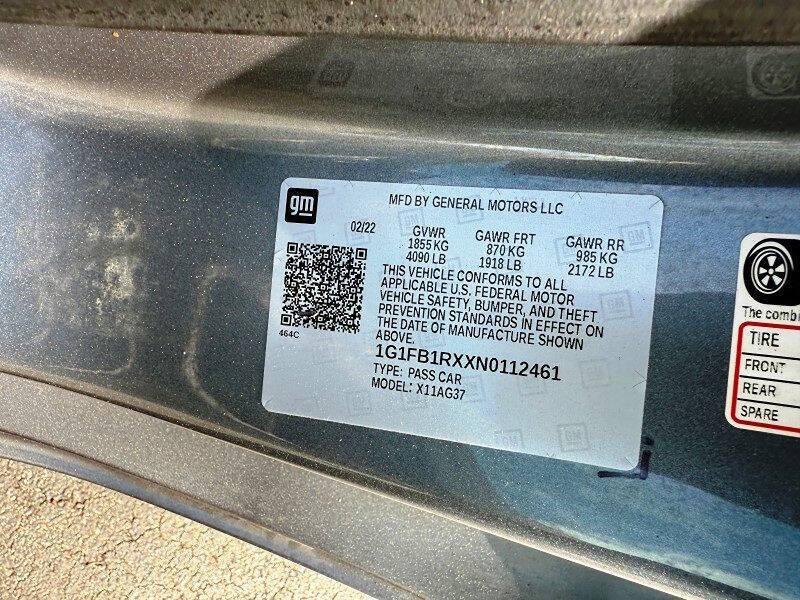 gm
MFD BY GENERAL MOTORS LLC
02/22
GVWR
1855 KG
4090 LB
GAWR FRT
870 KG
1918 LB
GAWR RR
985 KG
2172 LB
THIS VEHICLE CONFORMS TO ALL
APPLICABLE U.S. FEDERAL MOTOR
VEHICLE SAFETY, BUMPER, AND THEFT
PREVENTION STANDARDS IN EFFECT ON
THE DATE OF MANUFACTURE SHOWN
ABOVE.
464C
1G1FB1RXXN0112461
TYPE: PASS CAR
MODEL: X11AG37
The combi
TIRE
FRONT
REAR
SPARE